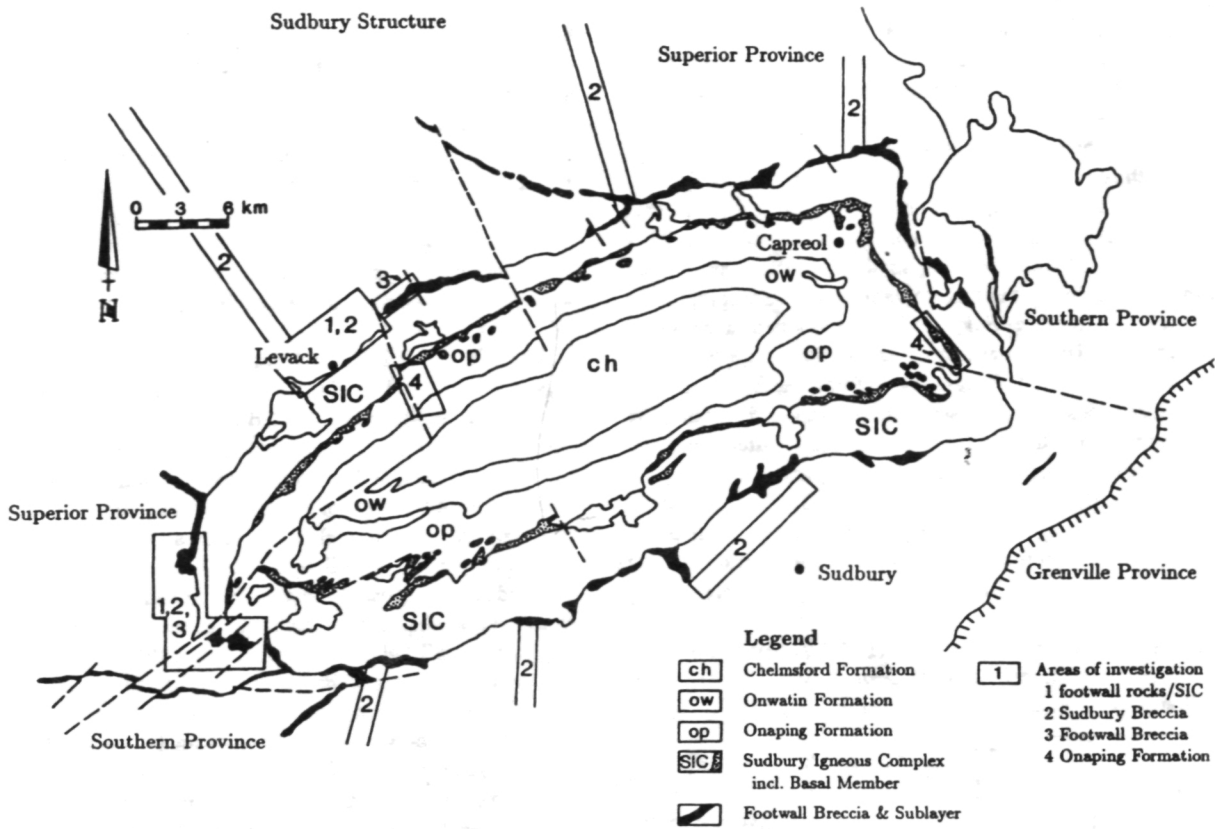 Sudbury Structure
Superior Province
2
2
0 3 6 km
N
2
Capreol
ow
3
1,2
Levack
op
SIC
4
ch
op
4
Southern Province
SIC
Superior Province
ow
op
2
Sudbury
Grenville Province
1,2,
3
SIC
2
2
Southern Province
Legend
ch Chelmsford Formation
ow Onwatin Formation
op Onaping Formation
SIC Sudbury Igneous Complex
incl. Basal Member
Footwall Breccia & Sublayer
1 Areas of investigation
1 footwall rocks/SIC
2 Sudbury Breccia
3 Footwall Breccia
4 Onaping Formation